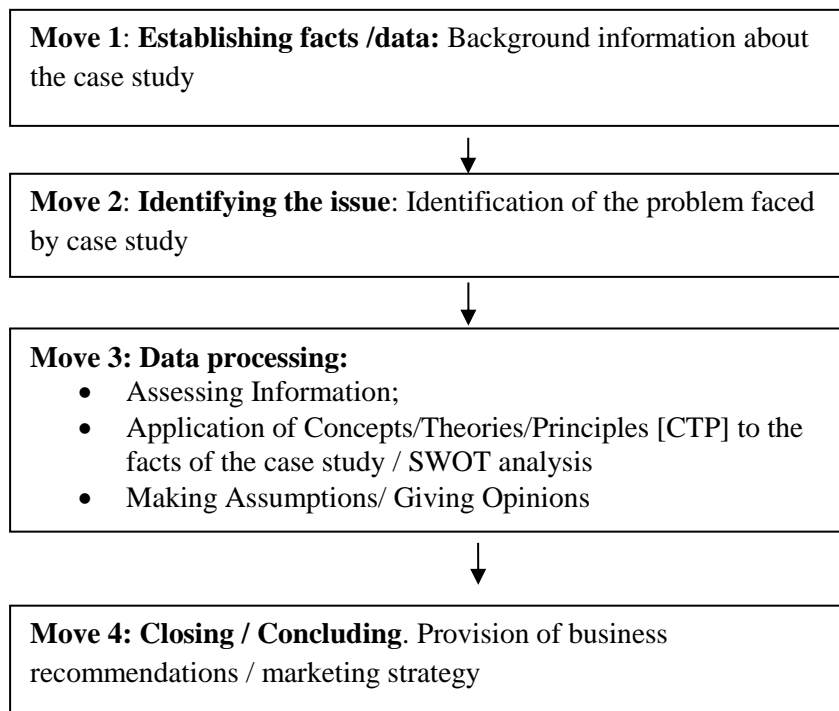 Move 1: Establishing facts /data: Background information about
the case study
Move 2: Identifying the issue: Identification of the problem faced
by case study
Move 3: Data processing:
• Assessing Information;
• Application of Concepts/Theories/Principles [CTP] to the
facts of the case study / SWOT analysis
• Making Assumptions/ Giving Opinions
Move 4: Closing / Concluding. Provision of business
recommendations / marketing strategy